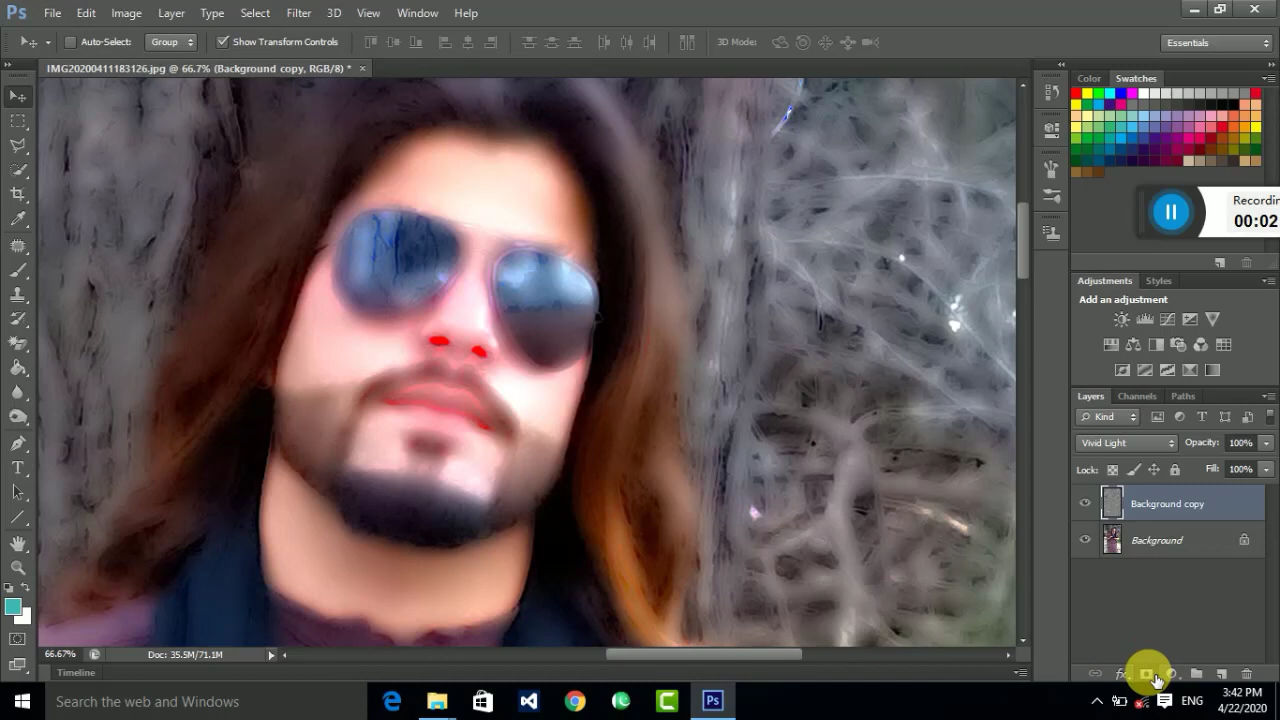 Ps File Edit Image Layer Type Select Filter 3D View Window Help
Auto-Select: Group Show Transform Controls 3D Mode: Essentials
IMG20200411183126.jpg @ 66.7% (Background copy, RGB/8) *
Color Swatches
Recordin
00:02
Adjustments Styles
Add an adjustment
Layers Channels Paths
Kind
Vivid Light Opacity: 100%
Lock: Fill: 100%
Background copy
Background
66.67% Doc: 35.5M/71.1M
Timeline
Search the web and Windows
Ps
ENG
3:42 PM
4/22/2020